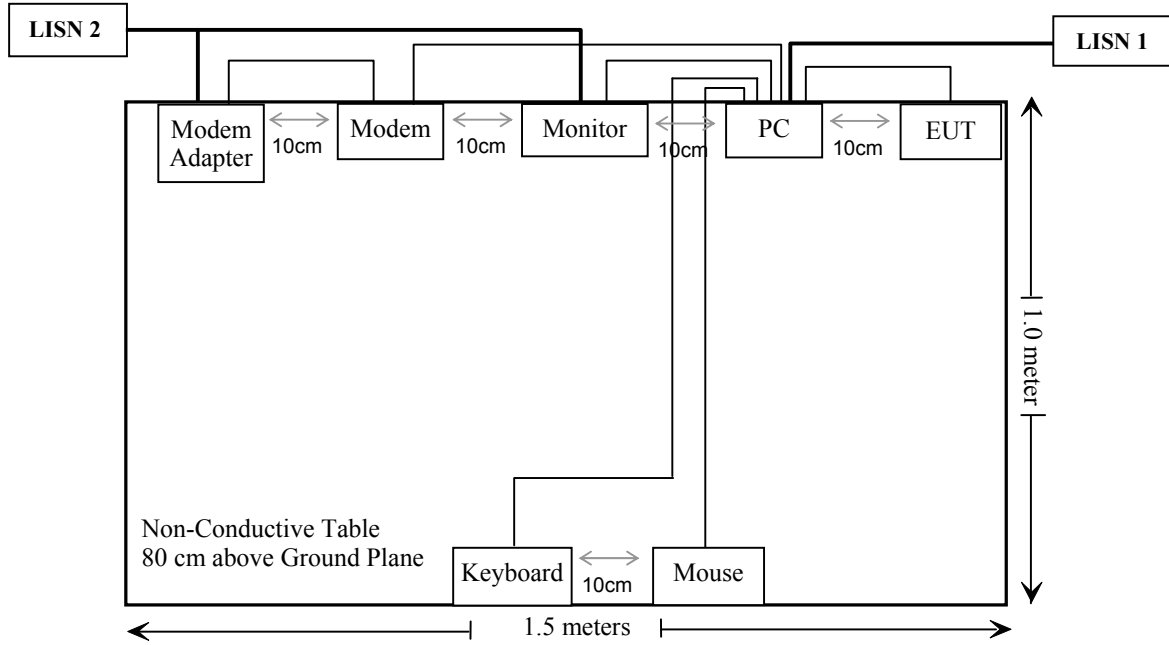 LISN 2
LISN 1
Modem
Adapter
10cm
Modem
10cm
Monitor
10cm
PC
10cm
EUT
1.0 meter
Non-Conductive Table
80 cm above Ground Plane
Keyboard
10cm
Mouse
1.5 meters